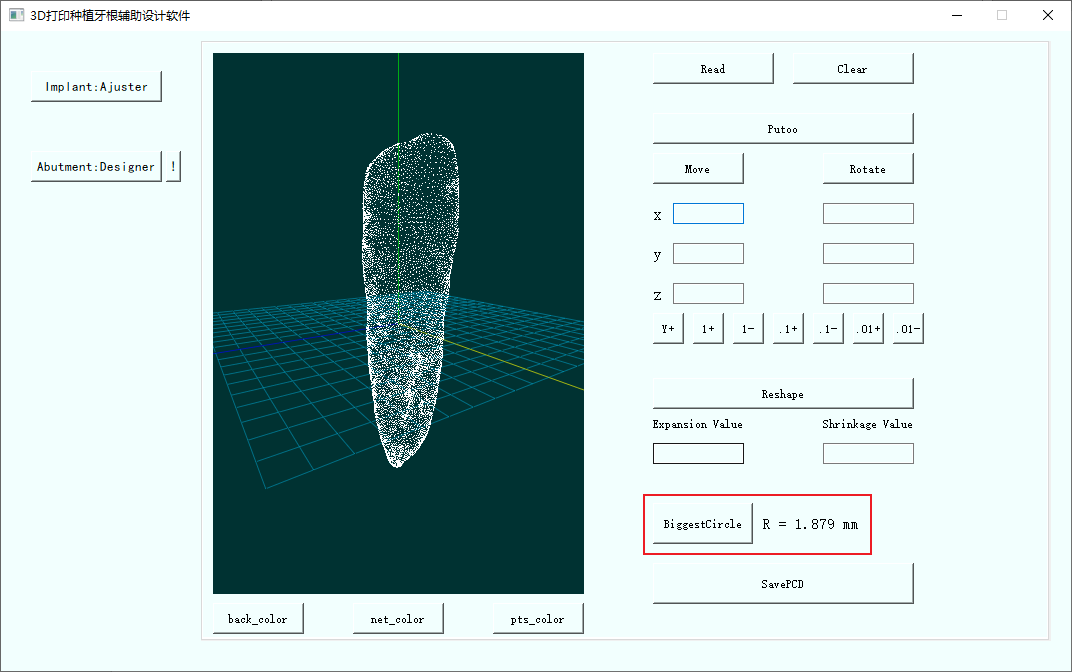 3D打印种植牙根辅助设计软件
Implant:Ajuster
Abutment:Designer !
Read Clear
Putoo
Move Rotate
x
y
z
Y+ 1+ 1- .1+ .1- .01+ .01-
Reshape
Expansion Value Shrinkage Value
BiggestCircle R = 1.879 mm
SavePCD
back_color net_color pts_color